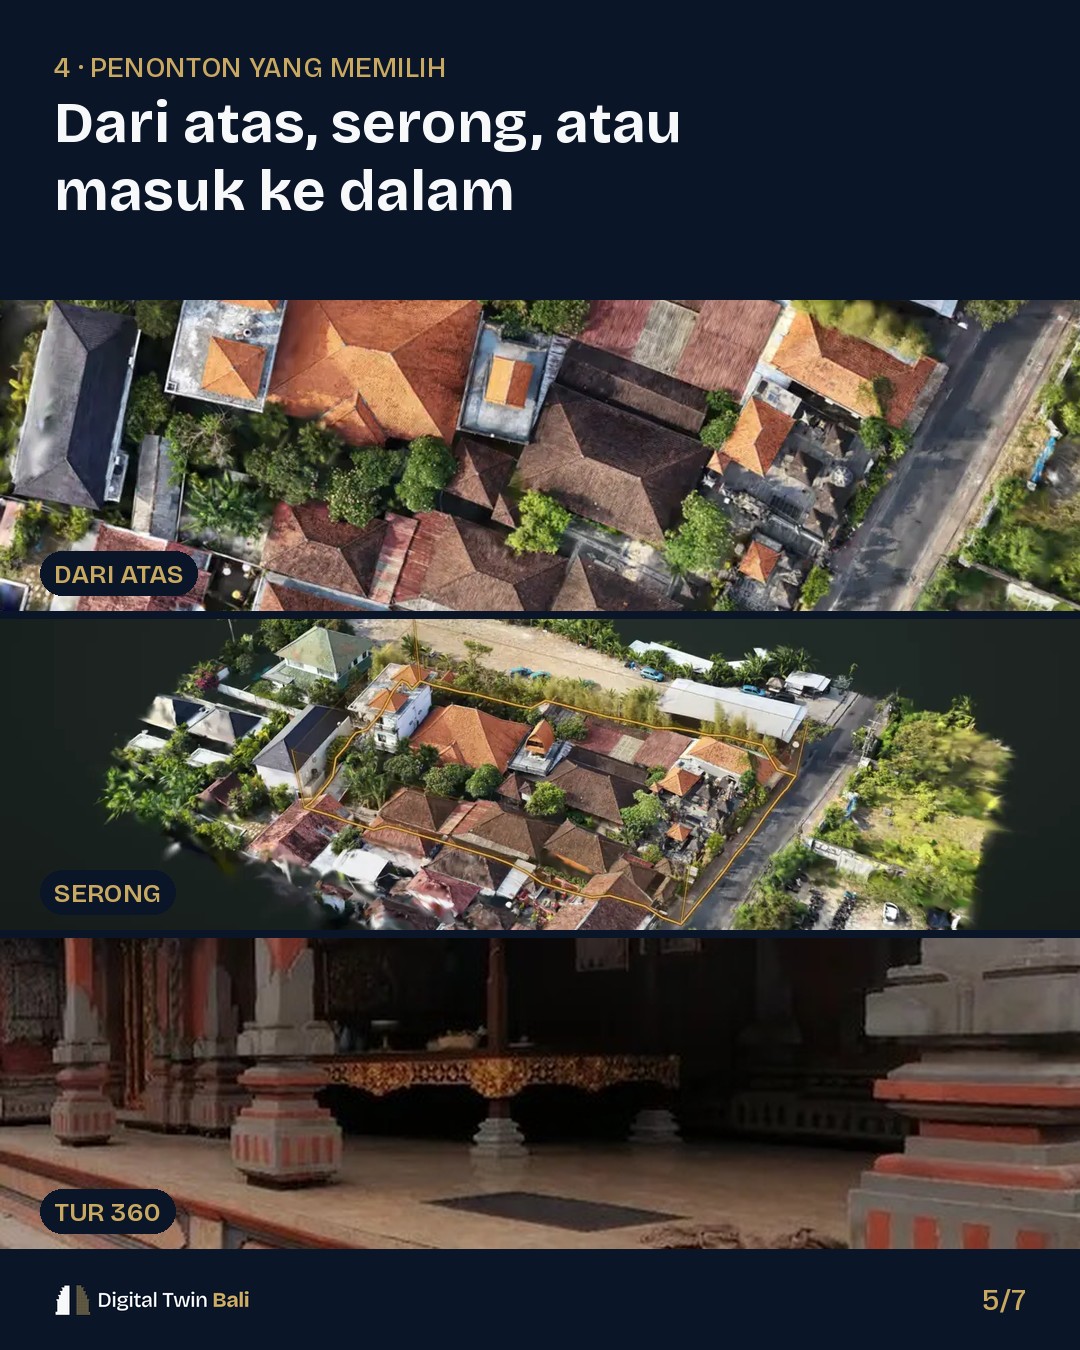 4 · PENONTON YANG MEMILIH
Dari atas, serong, atau
masuk ke dalam
DARI ATAS
SERONG
TUR 360
Digital Twin Bali
5/7